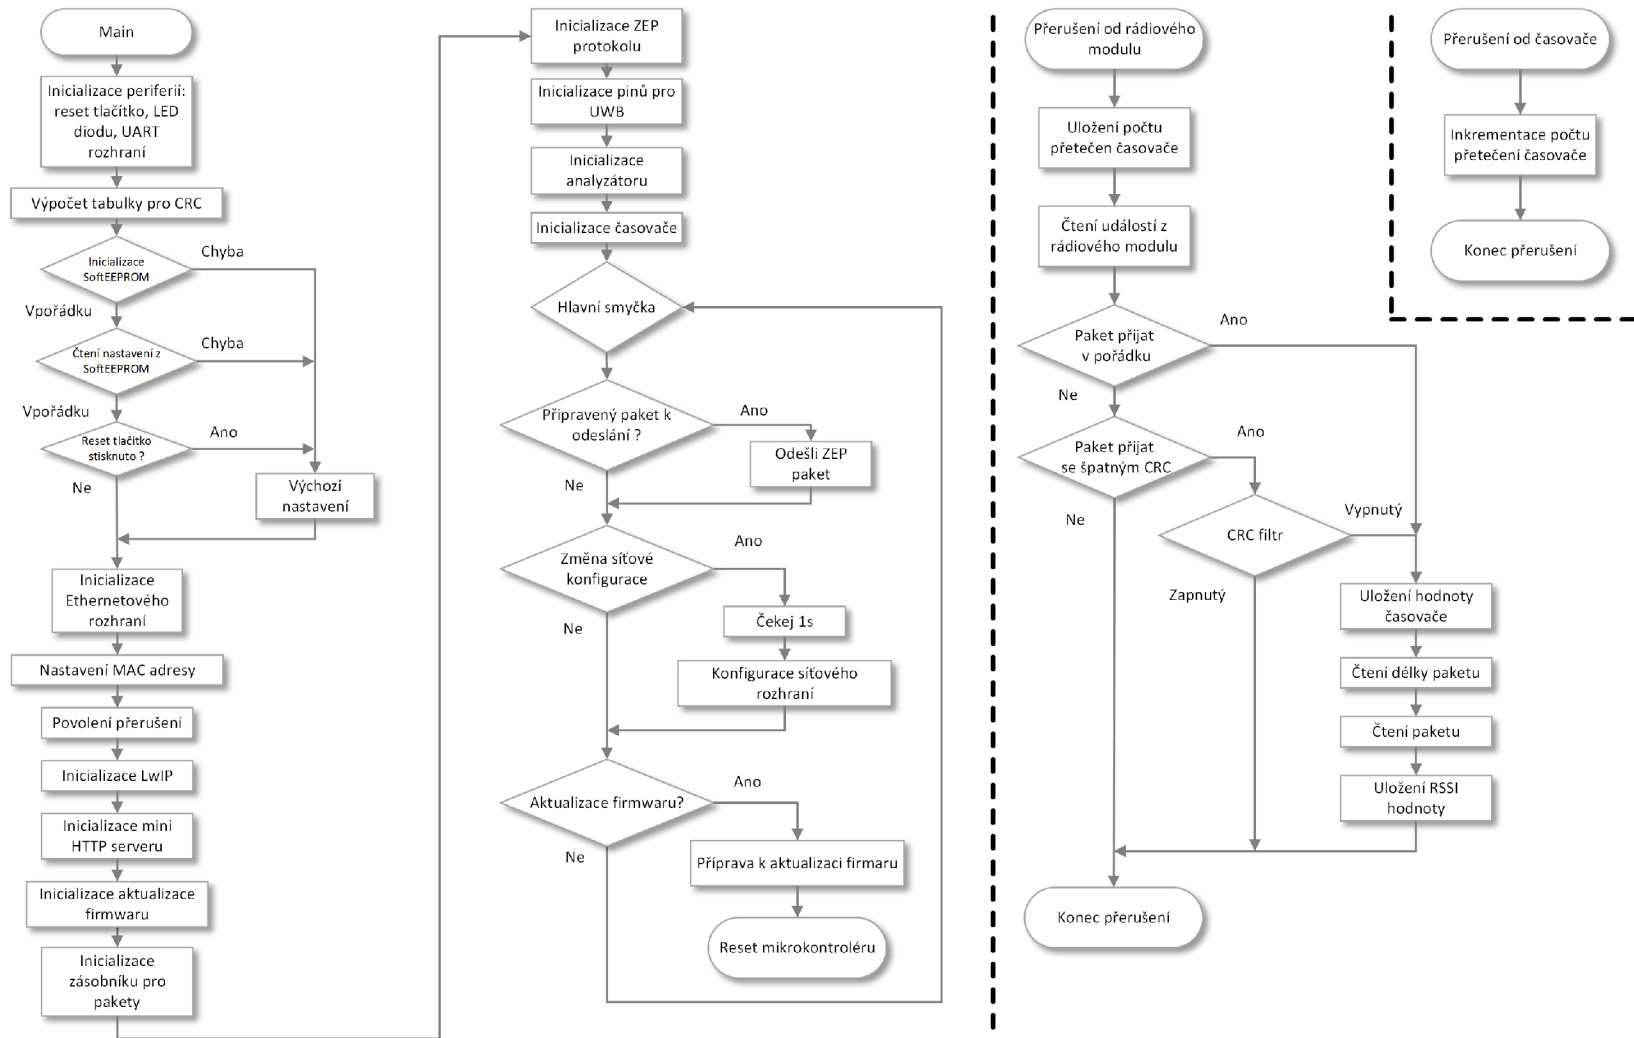 Main
Inicializace periferií:
reset tlačítko, LED
diodu, UART
rozhraní
Výpočet tabulky pro CRC
Inicializace
SoftEEPROM
Chyba
Vpořádku
Čtení nastavení z
SoftEEPROM
Chyba
Vpořádku
Reset tlačítko
stisknuto ?
Ano
Ne
Výchozí
nastavení
Inicializace
Ethernetového
rozhraní
Nastavení MAC adresy
Povolení přerušení
Inicializace LwIP
Inicializace mini
HTTP serveru
Inicializace aktualizace
firmwaru
Inicializace
zásobníku pro
pakety
Inicializace ZEP
protokolu
Inicializace pinů pro
UWB
Inicializace
analyzátoru
Inicializace časovače
Hlavní smyčka
Připravený paket k
odeslání ?
Ano
Odešli ZEP
paket
Ne
Změna síťové
konfigurace
Ano
Čekej 1s
Ne
Konfigurace síťového
rozhraní
Aktualizace firmwaru?
Ano
Ne
Příprava k aktualizaci firmaru
Reset mikrokontroléru
Přerušení od rádiového
modulu
Uložení počtu
přetečen časovače
Čtení událostí z
rádiového modulu
Paket přijat
v pořádku
Ano
Ne
Paket přijat
se špatným CRC
Ano
Ne
CRC filtr
Vypnutý
Zapnutý
Uložení hodnoty
časovače
Čtení délky paketu
Čtení paketu
Uložení RSSI
hodnoty
Konec přerušení
Přerušení od časovače
Inkrementace počtu
přetečení časovače
Konec přerušení